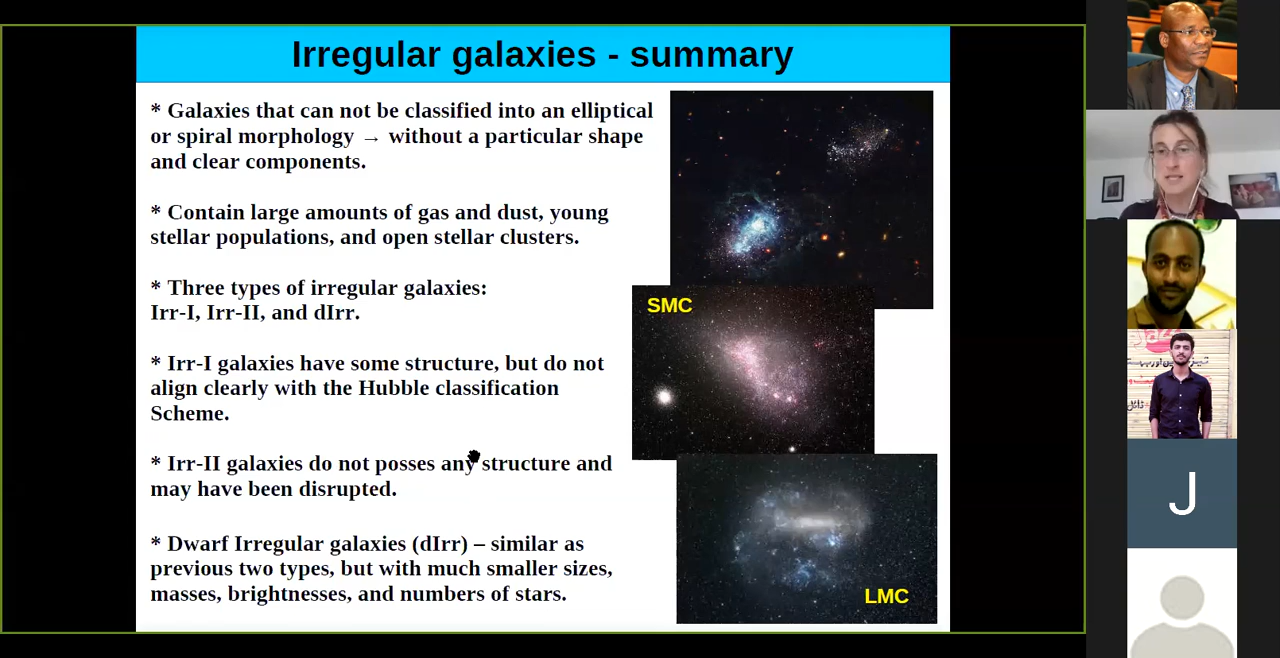 Irregular galaxies - summary
* Galaxies that can not be classified into an elliptical
or spiral morphology → without a particular shape
and clear components.
* Contain large amounts of gas and dust, young
stellar populations, and open stellar clusters.
* Three types of irregular galaxies:
Irr-I, Irr-II, and dIrr.
* Irr-I galaxies have some structure, but do not
align clearly with the Hubble classification
Scheme.
* Irr-II galaxies do not posses any structure and
may have been disrupted.
* Dwarf Irregular galaxies (dIrr) – similar as
previous two types, but with much smaller sizes,
masses, brightnesses, and numbers of stars.
SMC
LMC
J